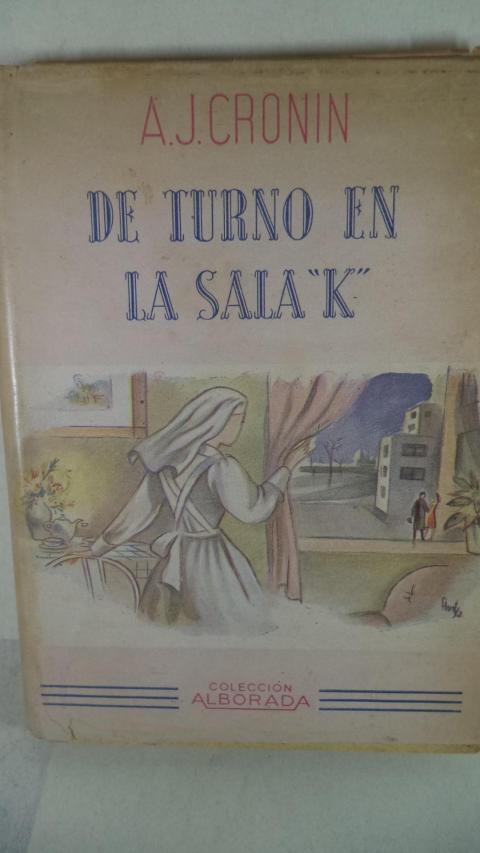 A.J.CRONIN
DE TURNO EN
LA SALA "K"
COLECCIÓN
ALBORADA